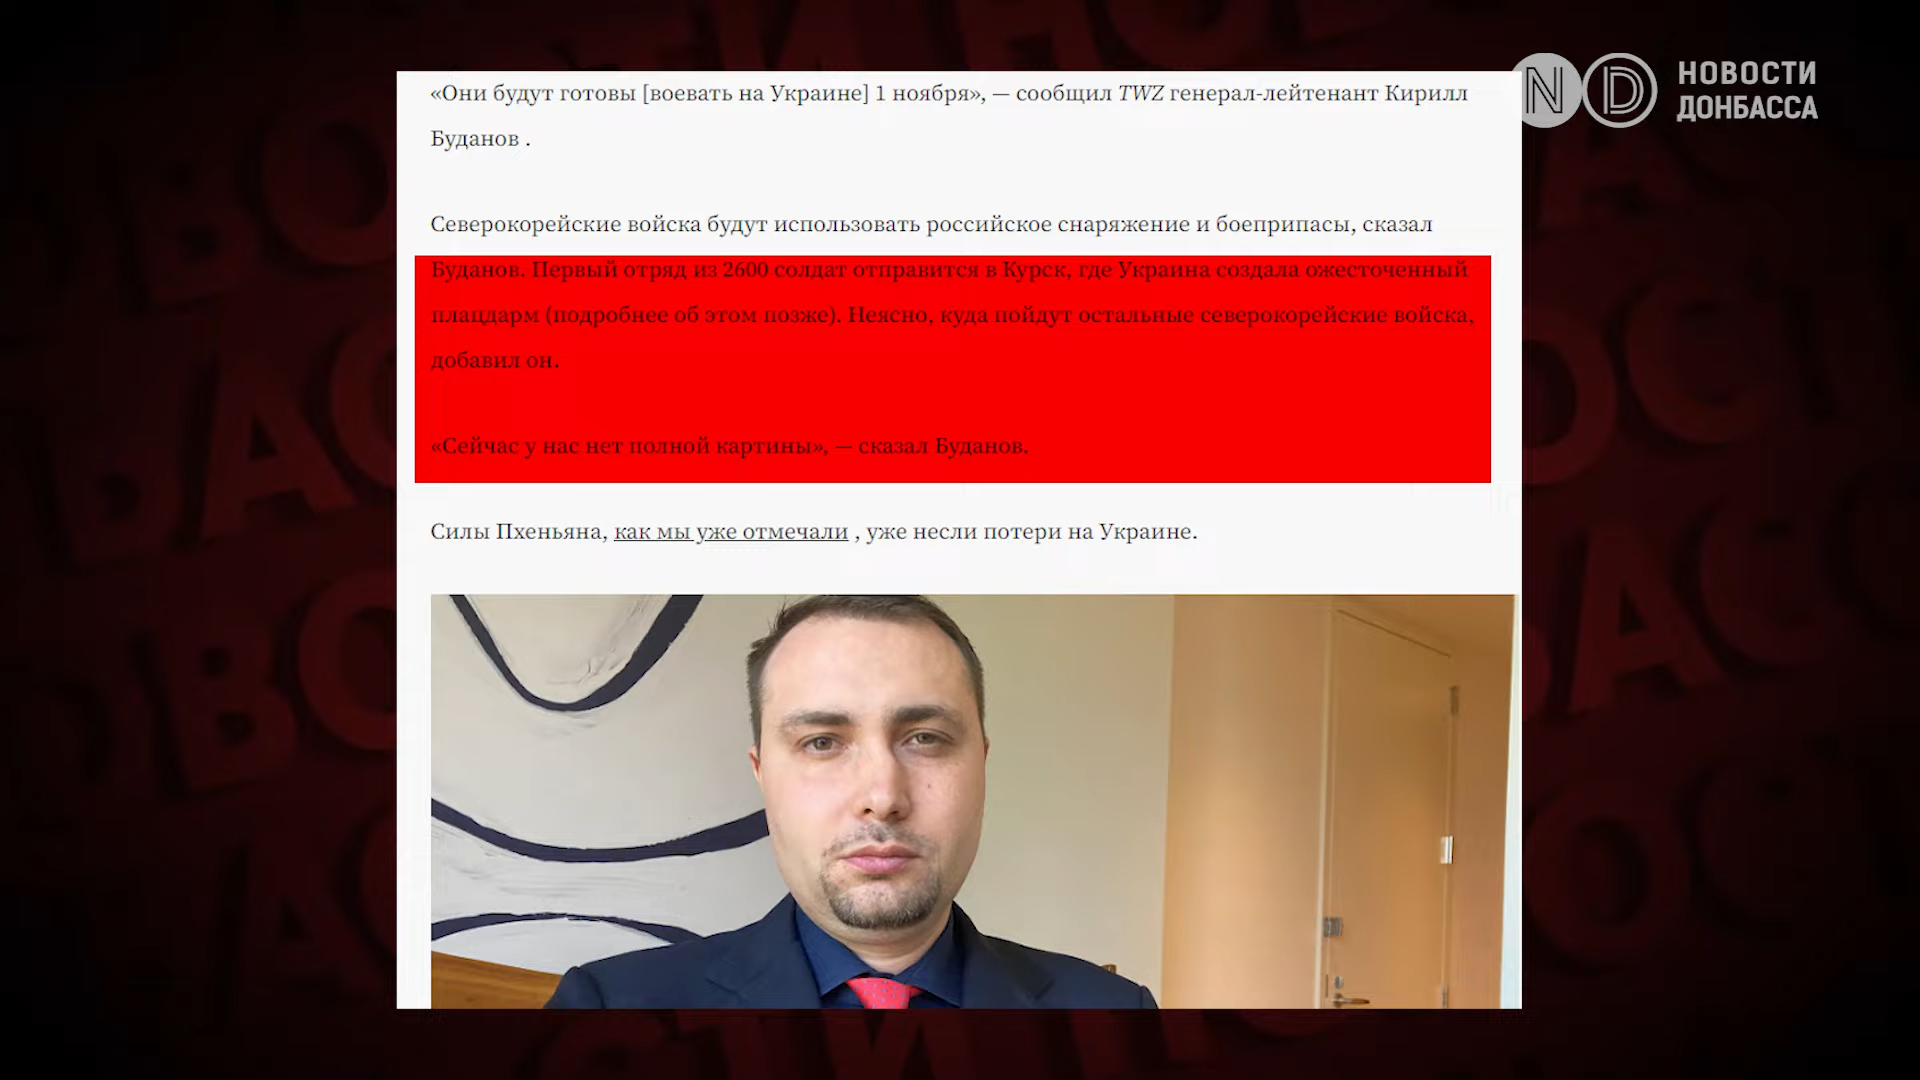 «Они будут готовы [воевать на Украине] 1 ноября», — сообщил TWZ генерал-лейтенант Кирилл
Буданов .
Северокорейские войска будут использовать российское снаряжение и боеприпасы, сказал
Буданов. Первый отряд из 2600 солдат отправится в Курск, где Украина создала ожесточенный
плацдарм (подробнее об этом позже). Неясно, куда пойдут остальные северокорейские войска,
добавил он.
«Сейчас у нас нет полной картины», — сказал Буданов.
Силы Пхеньяна, как мы уже отмечали , уже несли потери на Украине.
ND
НОВОСТИ
ДОНБАССА